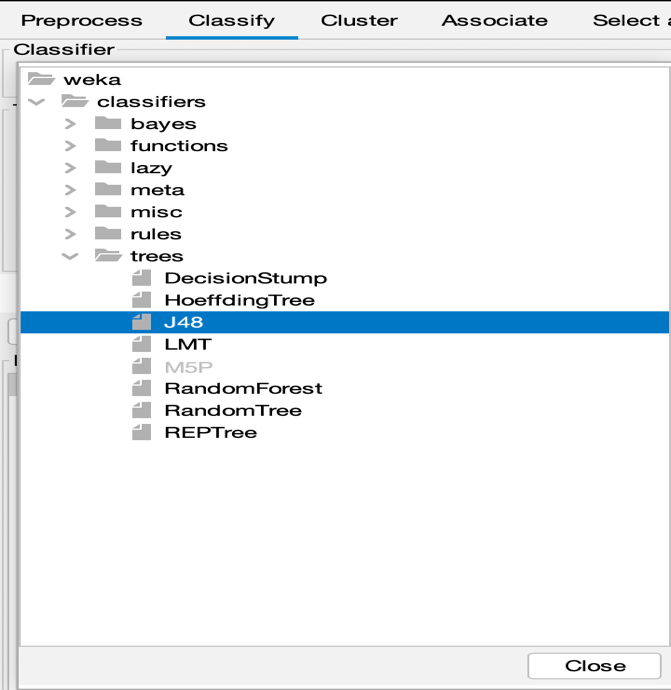 Preprocess Classify Cluster Associate Select
Classifier
weka
classifiers
bayes
functions
lazy
meta
misc
rules
trees
DecisionStump
HoeffdingTree
J48
LMT
M5P
RandomForest
RandomTree
REPTree
Close